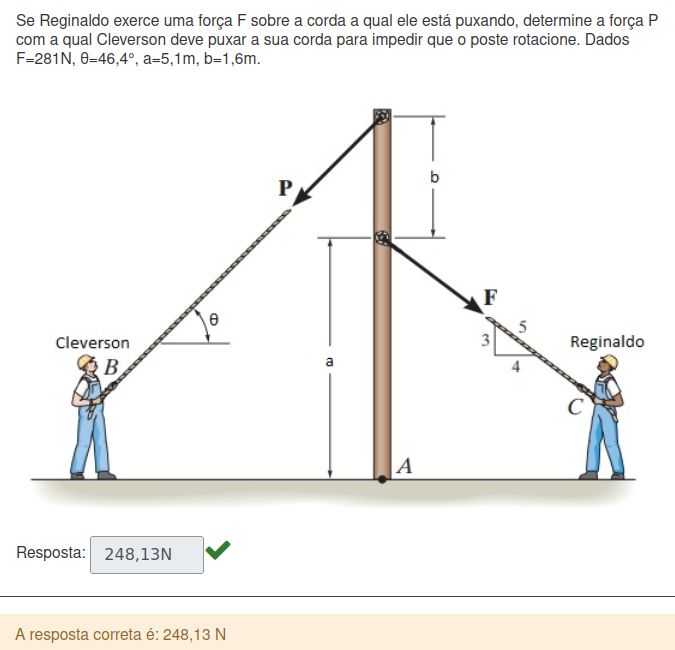 Se Reginaldo exerce uma força F sobre a corda a qual ele está puxando, determine a força P
com a qual Cleverson deve puxar a sua corda para impedir que o poste rotacione. Dados
F=281N, θ=46,4°, a=5,1m, b=1,6m.
b
P
F
θ
3
5
4
Cleverson
Reginaldo
B
a
C
A
Resposta: 248,13N
A resposta correta é: 248,13 N